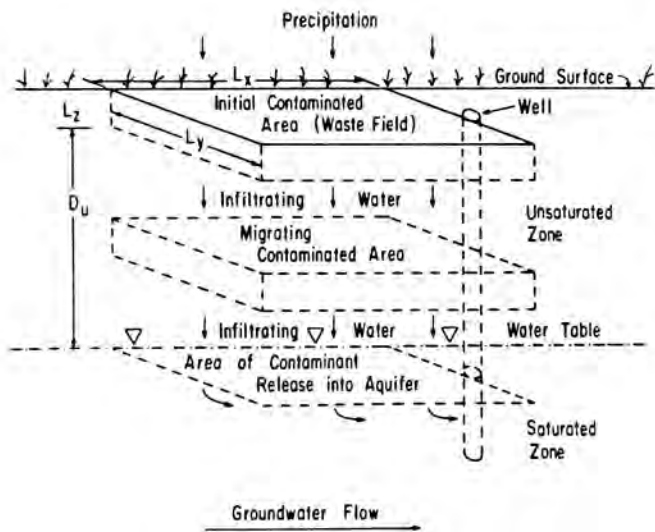 Precipitation
Lx
Ground Surface
Initial Contaminated
Area (Waste Field)
Well
Lz
Ly
Du
Infiltrating Water
Unsaturated
Zone
Migrating
Contaminated Area
Infiltrating Water
Water Table
Area of Contaminant
Release into Aquifer
Saturated
Zone
Groundwater Flow